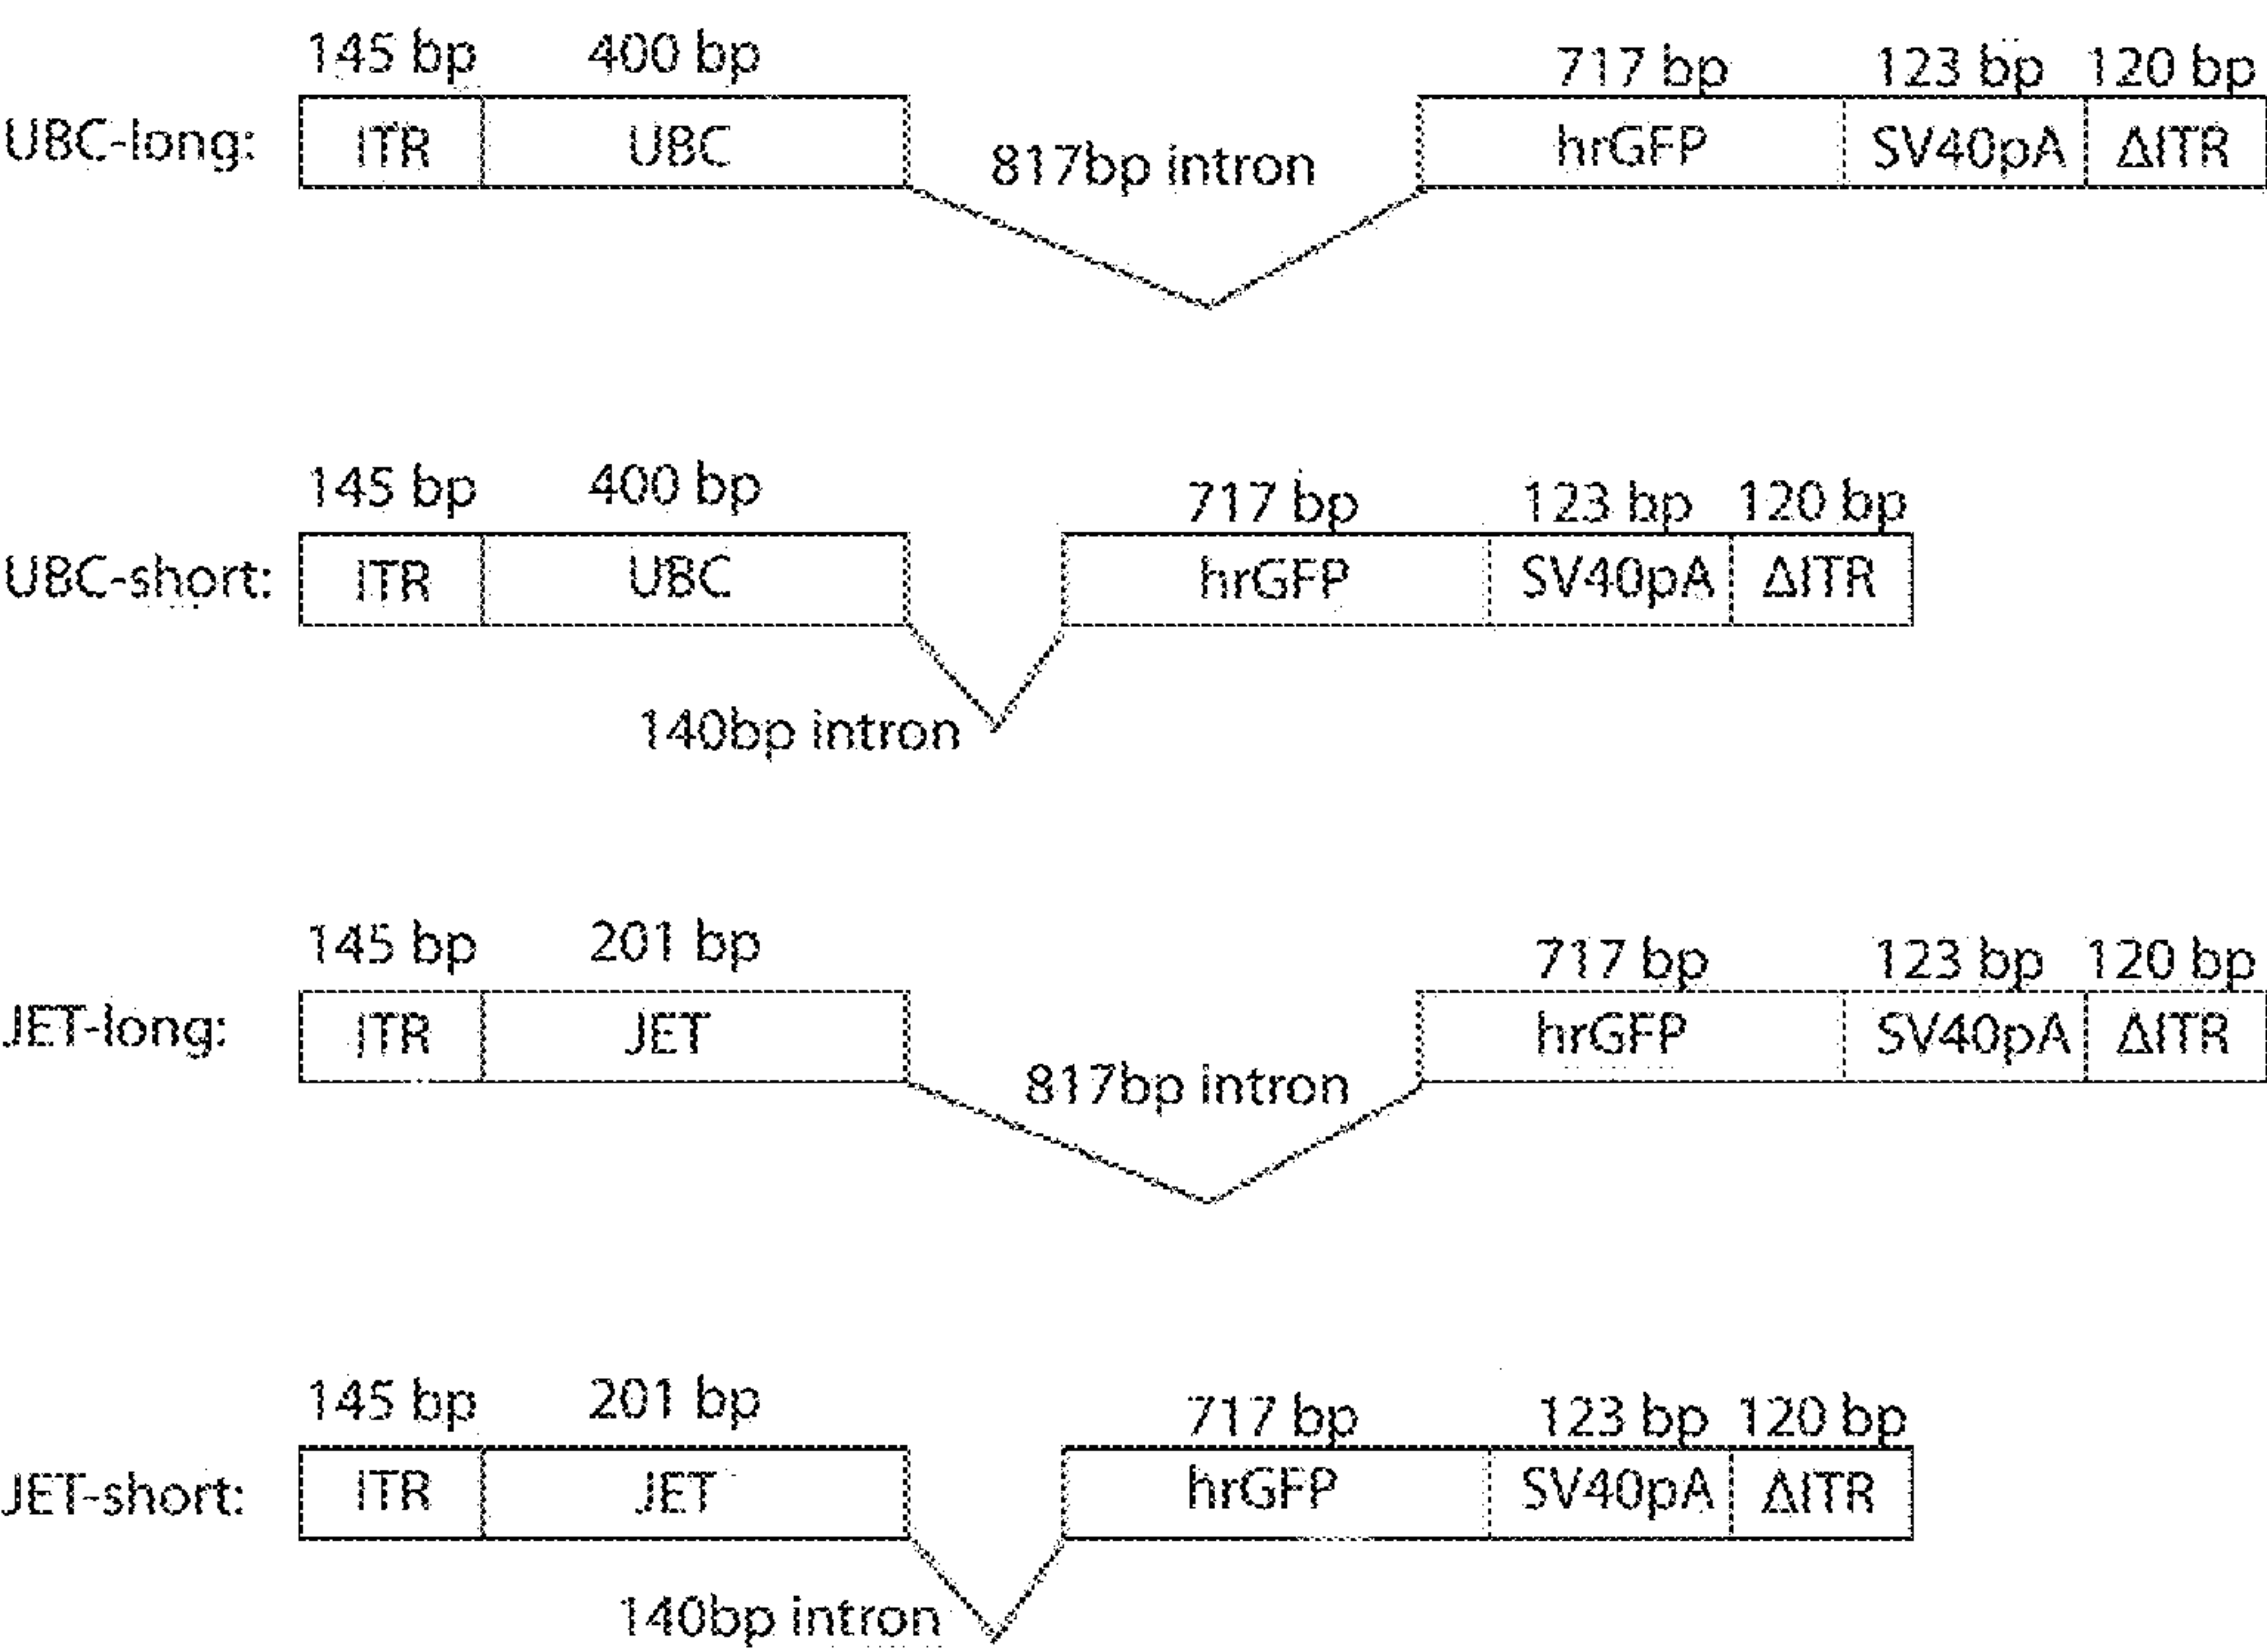 145 bp 400 bp 717 bp 123 bp 120 bp
UBC-long: ITR UBC 817bp intron hrGFP SV40pA ΔITR
145 bp 400 bp 717 bp 123 bp 120 bp
UBC-short: ITR UBC hrGFP SV40pA ΔITR
140bp intron
145 bp 201 bp 717 bp 123 bp 120 bp
JET-long: ITR JET 817bp intron hrGFP SV40pA ΔITR
145 bp 201 bp 717 bp 123 bp 120 bp
JET-short: ITR JET hrGFP SV40pA ΔITR
140bp intron